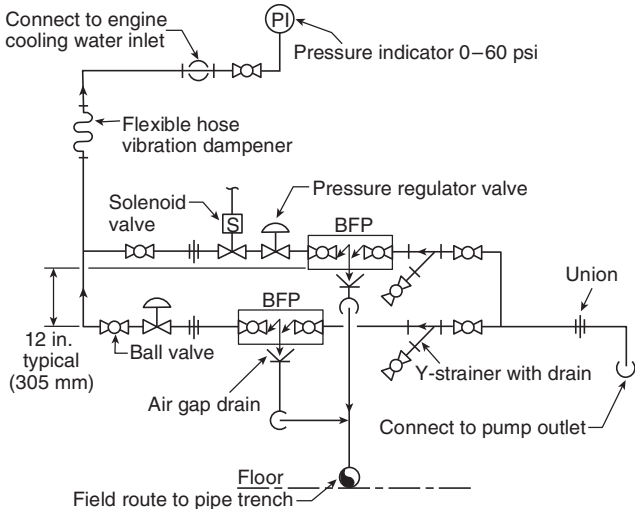 Connect to engine
cooling water inlet
PI
Pressure indicator 0–60 psi
Flexible hose
vibration dampener
Solenoid
valve
Pressure regulator valve
S
BFP
Union
BFP
12 in.
typical
(305 mm)
Ball valve
Y-strainer with drain
Air gap drain
Connect to pump outlet
Floor
Field route to pipe trench